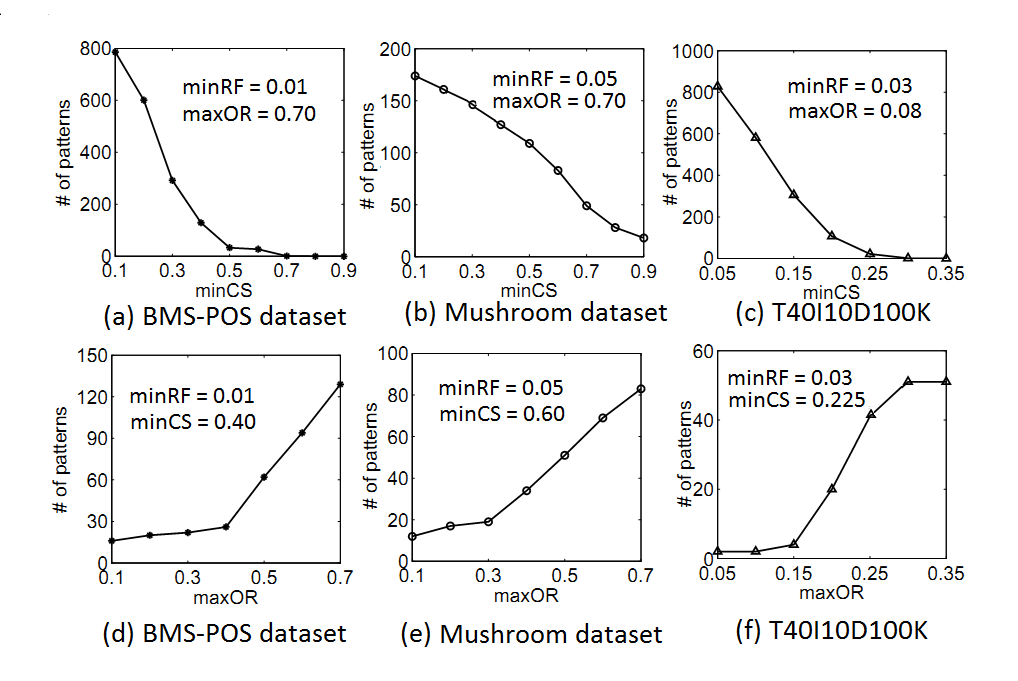 800
600
400
200
0
# of patterns
minRF = 0.01
maxOR = 0.70
0.1 0.3 0.5 0.7 0.9
minCS
(a) BMS-POS dataset
200
150
100
50
0
# of patterns
minRF = 0.05
maxOR = 0.70
0.1 0.3 0.5 0.7 0.9
minCS
(b) Mushroom dataset
1000
800
600
400
200
0
# of patterns
minRF = 0.03
maxOR = 0.08
0.05 0.15 0.25 0.35
minCS
(c) T40I10D100K
150
120
90
60
30
0
# of patterns
minRF = 0.01
minCS = 0.40
0.1 0.3 0.5 0.7
maxOR
(d) BMS-POS dataset
100
80
60
40
20
0
# of patterns
minRF = 0.05
minCS = 0.60
0.1 0.3 0.5 0.7
maxOR
(e) Mushroom dataset
60
40
20
0
# of patterns
minRF = 0.03
minCS = 0.225
0.05 0.15 0.25 0.35
maxOR
(f) T40I10D100K